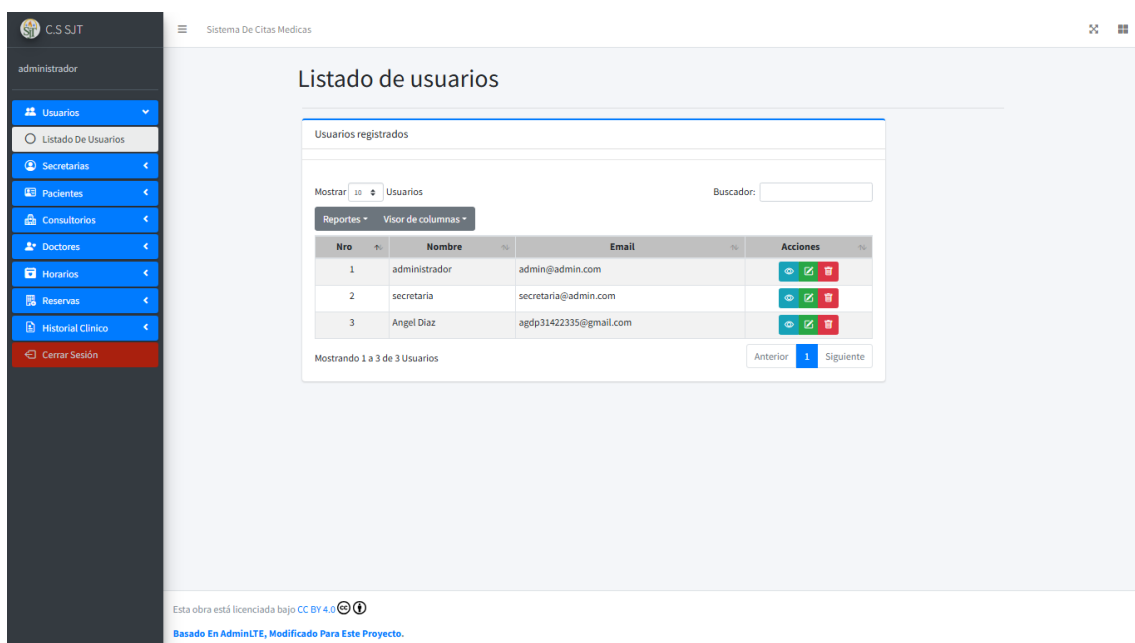 SJT C.S SJT
Sistema De Citas Medicas
administrador
Usuarios
Listado De Usuarios
Secretarias
Pacientes
Consultorios
Doctores
Horarios
Reservas
Historial Clinico
Cerrar Sesión
Listado de usuarios
Usuarios registrados
Mostrar 10 Usuarios
Buscador:
Reportes Visor de columnas
Nro Nombre Email Acciones
1 administrador admin@admin.com
2 secretaria secretaria@admin.com
3 Angel Diaz agdp31422335@gmail.com
Mostrando 1 a 3 de 3 Usuarios
Anterior 1 Siguiente
Esta obra está licenciada bajo CC BY 4.0 cc
Basado En AdminLTE, Modificado Para Este Proyecto.